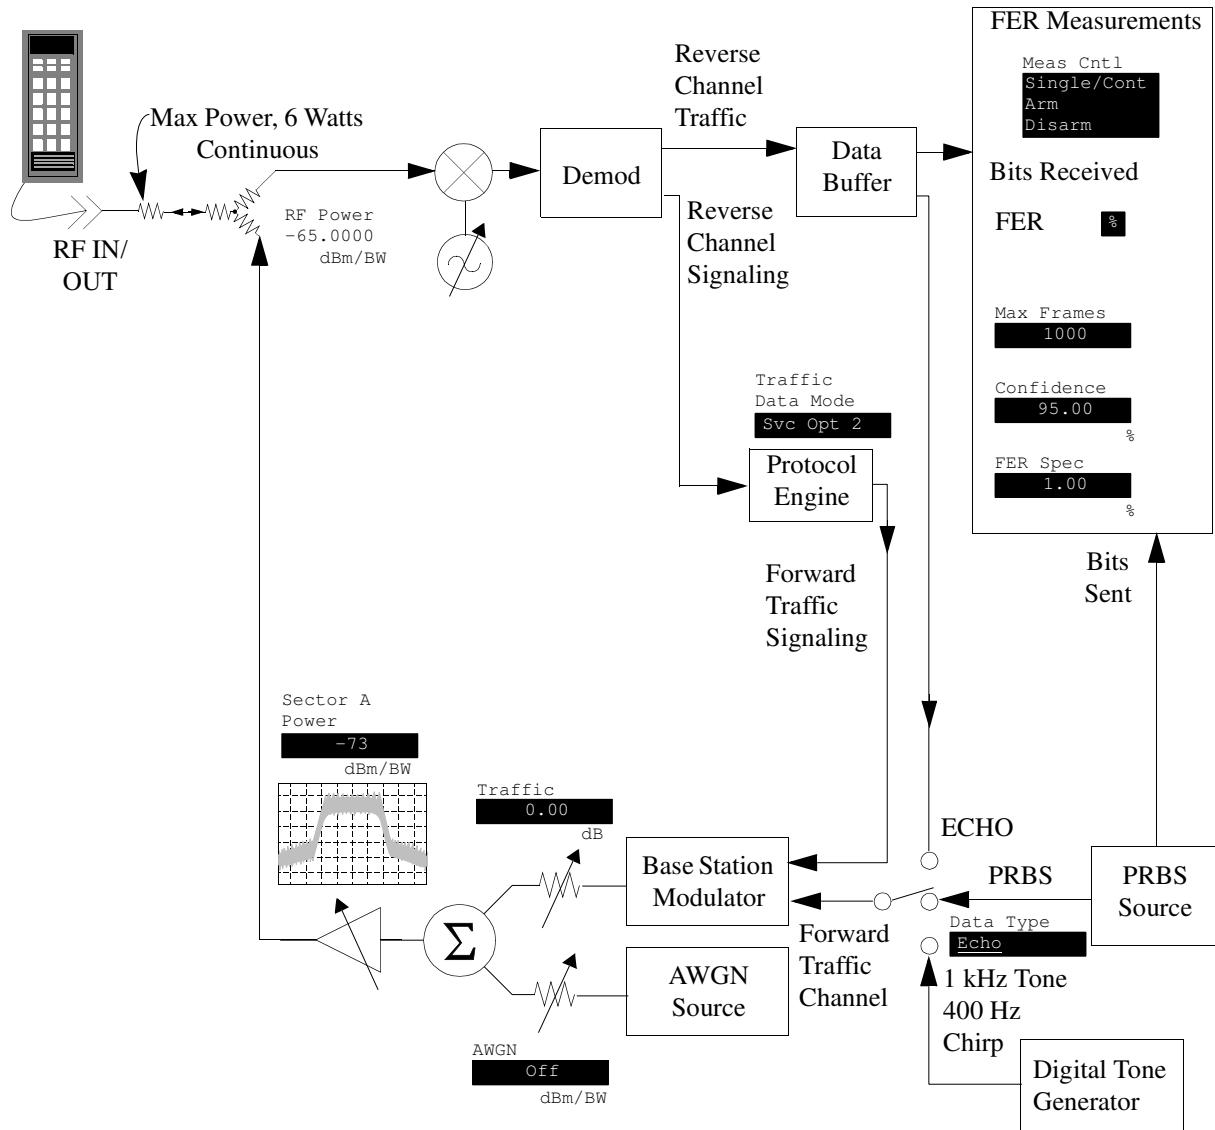 FER Measurements
Meas Cntl
Single/Cont
Arm
Disarm
Bits Received
FER
%
Max Frames
1000
Confidence
95.00
%
FER Spec
1.00
%
Reverse
Channel
Traffic
Max Power, 6 Watts
Continuous
Demod
Data
Buffer
RF IN/
OUT
RF Power
-65.0000
dBm/BW
Reverse
Channel
Signaling
Traffic
Data Mode
Svc Opt 2
Protocol
Engine
Forward
Traffic
Signaling
Bits
Sent
Sector A
Power
-73
dBm/BW
Traffic
0.00
dB
Base Station
Modulator
ECHO
PRBS
PRBS
Source
Data Type
Echo
Σ
Forward
Traffic
Channel
AWGN
Source
1 kHz Tone
400 Hz
Chirp
AWGN
Off
dBm/BW
Digital Tone
Generator